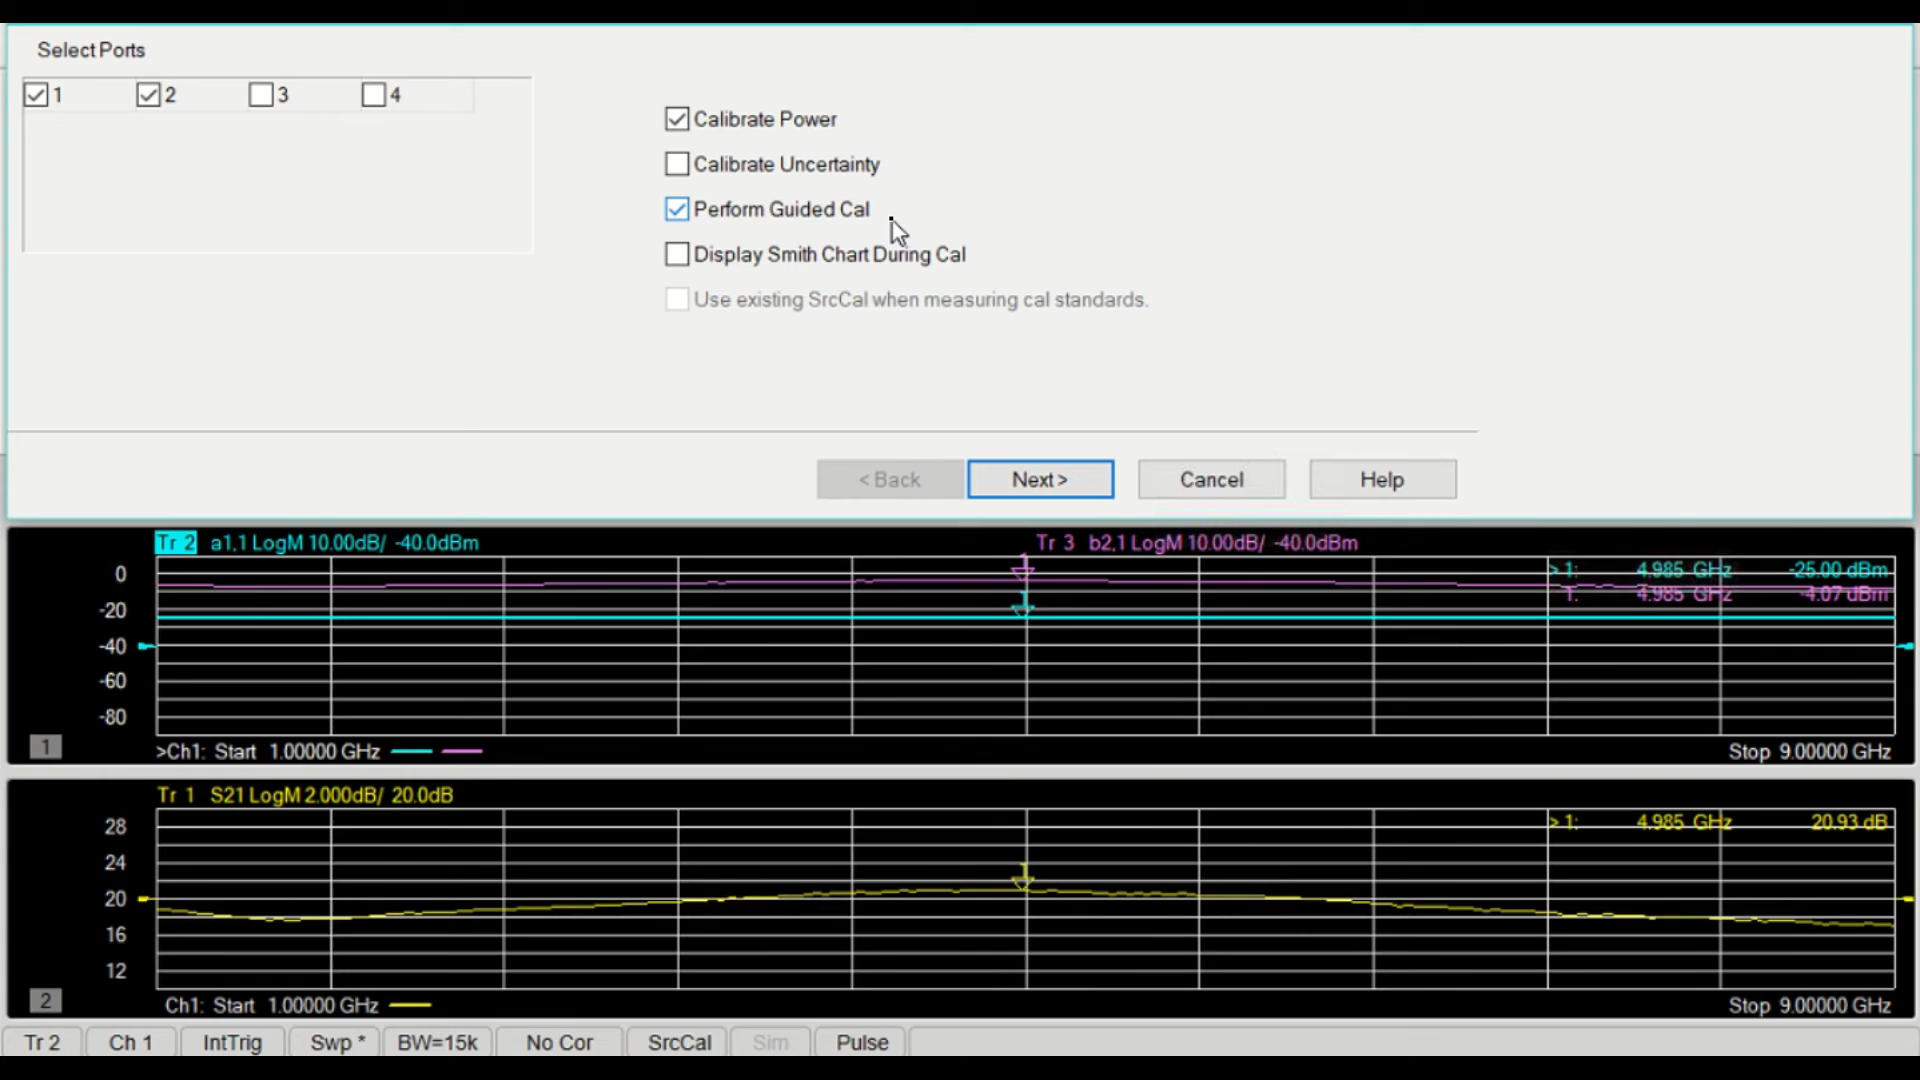 Select Ports
1 2 3 4
Calibrate Power
Calibrate Uncertainty
Perform Guided Cal
Display Smith Chart During Cal
Use existing SrcCal when measuring cal standards.
< Back Next > Cancel Help
Tr 2 a1,1 LogM 10.00dB/ -40.0dBm Tr 3 b2,1 LogM 10.00dB/ -40.0dBm
1
0 > 1: 4.985 GHz -25.00 dBm
1
1: 4.985 GHz -4.07 dBm
-20
-40
-60
-80
1 >Ch1: Start 1.00000 GHz Stop 9.00000 GHz
Tr 1 S21 LogM 2.000dB/ 20.0dB
28 > 1: 4.985 GHz 20.93 dB
24
1
20
16
12
2 Ch1: Start 1.00000 GHz Stop 9.00000 GHz
Tr 2 Ch 1 IntTrig Swp * BW=15k No Cor SrcCal Sim Pulse